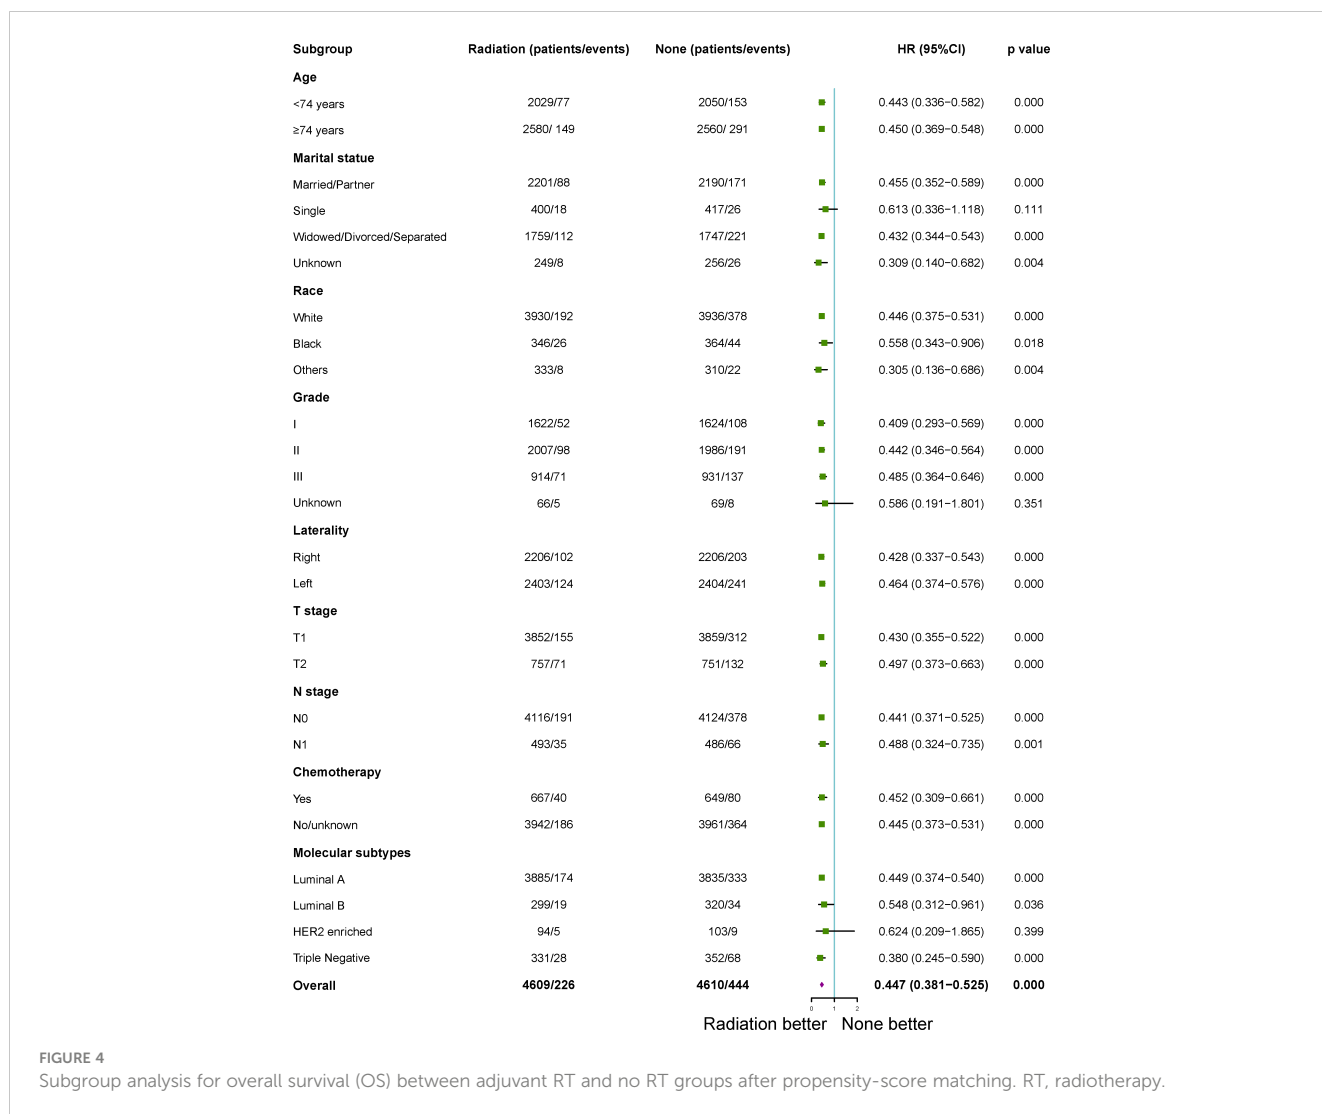 Subgroup Radiation (patients/events) None (patients/events) HR (95%CI) p value
Age
<74 years 2029/77 2050/153 0.443 (0.336−0.582) 0.000
≥74 years 2580/ 149 2560/ 291 0.450 (0.369−0.548) 0.000
Marital statue
Married/Partner 2201/88 2190/171 0.455 (0.352−0.589) 0.000
Single 400/18 417/26 0.613 (0.336−1.118) 0.111
Widowed/Divorced/Separated 1759/112 1747/221 0.432 (0.344−0.543) 0.000
Unknown 249/8 256/26 0.309 (0.140−0.682) 0.004
Race
White 3930/192 3936/378 0.446 (0.375−0.531) 0.000
Black 346/26 364/44 0.558 (0.343−0.906) 0.018
Others 333/8 310/22 0.305 (0.136−0.686) 0.004
Grade
I 1622/52 1624/108 0.409 (0.293−0.569) 0.000
II 2007/98 1986/191 0.442 (0.346−0.564) 0.000
III 914/71 931/137 0.485 (0.364−0.646) 0.000
Unknown 66/5 69/8 0.586 (0.191−1.801) 0.351
Laterality
Right 2206/102 2206/203 0.428 (0.337−0.543) 0.000
Left 2403/124 2404/241 0.464 (0.374−0.576) 0.000
T stage
T1 3852/155 3859/312 0.430 (0.355−0.522) 0.000
T2 757/71 751/132 0.497 (0.373−0.663) 0.000
N stage
N0 4116/191 4124/378 0.441 (0.371−0.525) 0.000
N1 493/35 486/66 0.488 (0.324−0.735) 0.001
Chemotherapy
Yes 667/40 649/80 0.452 (0.309−0.661) 0.000
No/unknown 3942/186 3961/364 0.445 (0.373−0.531) 0.000
Molecular subtypes
Luminal A 3885/174 3835/333 0.449 (0.374−0.540) 0.000
Luminal B 299/19 320/34 0.548 (0.312−0.961) 0.036
HER2 enriched 94/5 103/9 0.624 (0.209−1.865) 0.399
Triple Negative 331/28 352/68 0.380 (0.245−0.590) 0.000
Overall 4609/226 4610/444 0.447 (0.381−0.525) 0.000
0 1 2
Radiation better None better
FIGURE 4
Subgroup analysis for overall survival (OS) between adjuvant RT and no RT groups after propensity-score matching. RT, radiotherapy.